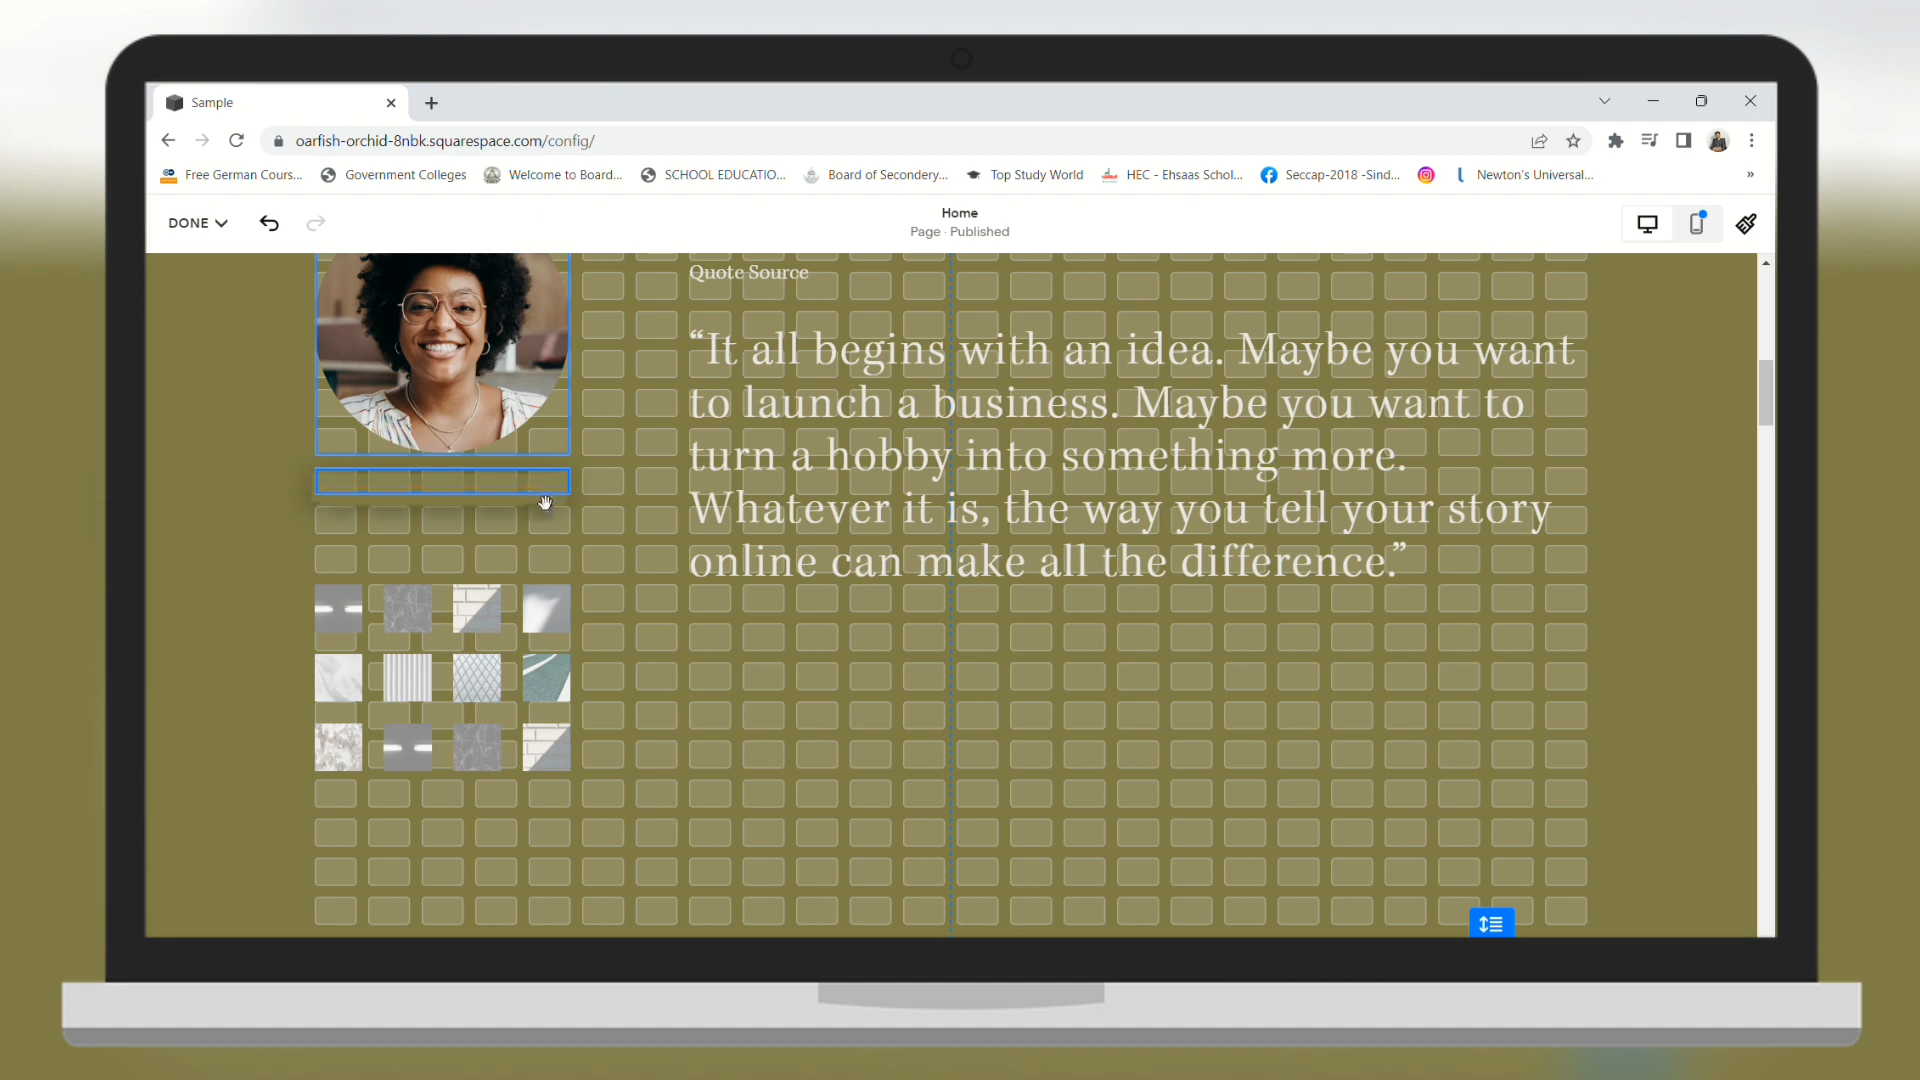 Sample
oarfish-orchid-8nbk.squarespace.com/config/
Free German Cours...
Government Colleges
Welcome to Board...
SCHOOL EDUCATIO...
Board of Secondery...
Top Study World
HEC - Ehsaas Schol...
Seccap-2018 -Sind...
Newton's Universal...
DONE
Home
Page · Published
Quote Source
“It all begins with an idea. Maybe you want
to launch a business. Maybe you want to
turn a hobby into something more.
Whatever it is, the way you tell your story
online can make all the difference.”